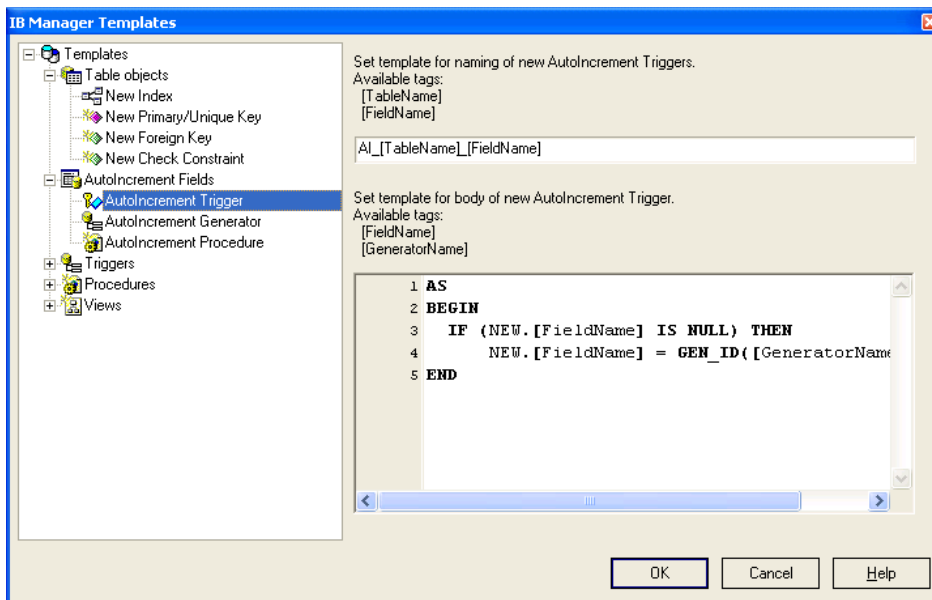 IB Manager Templates
Templates
Table objects
New Index
New Primary/Unique Key
New Foreign Key
New Check Constraint
AutoIncrement Fields
AutoIncrement Trigger
AutoIncrement Generator
AutoIncrement Procedure
Triggers
Procedures
Views
Set template for naming of new AutoIncrement Triggers.
Available tags:
[TableName]
[FieldName]
AI_[TableName]_[FieldName]
Set template for body of new AutoIncrement Trigger.
Available tags:
[FieldName]
[GeneratorName]
1 AS
2 BEGIN
3 IF (NEW.[FieldName] IS NULL) THEN
4 NEW.[FieldName] = GEN_ID([GeneratorName
5 END
OK Cancel Help